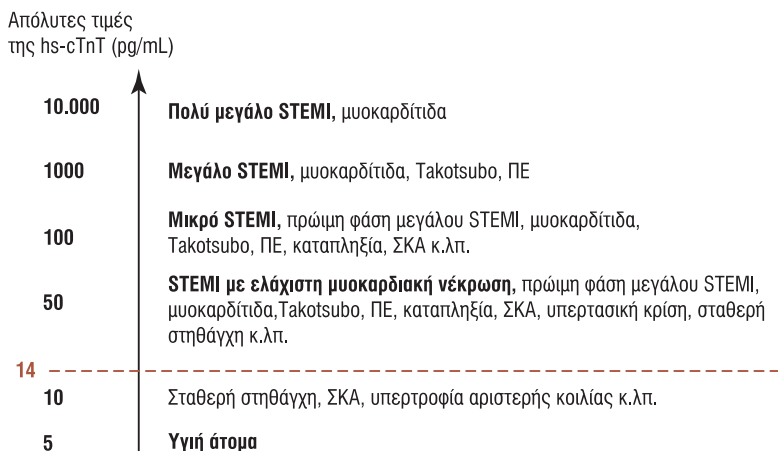 Απόλυτες τιμές
της hs-cTnT (pg/mL)
10.000 Πολύ μεγάλο STEMI, μυοκαρδίτιδα
1000 Μεγάλο STEMI, μυοκαρδίτιδα, Takotsubo, ΠΕ
100 Μικρό STEMI, πρώιμη φάση μεγάλου STEMI, μυοκαρδίτιδα,
Takotsubo, ΠΕ, καταπληξία, ΣΚΑ κ.λπ.
50 STEMI με ελάχιστη μυοκαρδιακή νέκρωση, πρώιμη φάση μεγάλου STEMI,
μυοκαρδίτιδα,Takotsubo, ΠΕ, καταπληξία, ΣΚΑ, υπερτασική κρίση, σταθερή
στηθάγχη κ.λπ.
14
10 Σταθερή στηθάγχη, ΣΚΑ, υπερτροφία αριστερής κοιλίας κ.λπ.
5 Υγιή άτομα